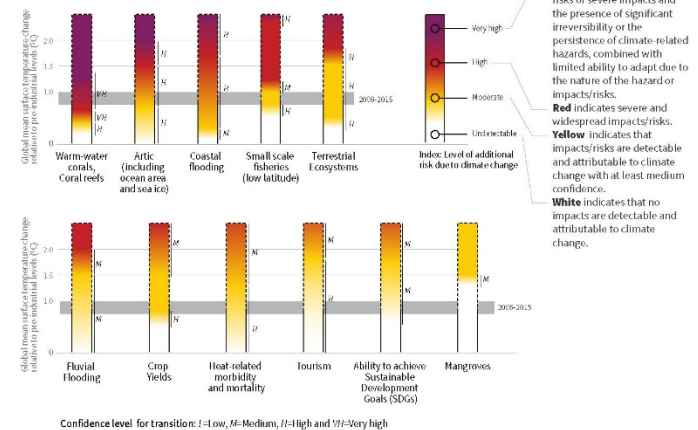 risks of severe impacts and
the presence of significant
irreversibility or the
persistence of climate-related
hazards, combined with
limited ability to adapt due to
the nature of the hazard or
impacts/risks.
Red indicates severe and
widespread impacts/risks.
Yellow indicates that
impacts/risks are detectable
and attributable to climate
change with at least medium
confidence.
White indicates that no
impacts are detectable and
attributable to climate
change.
Global mean surface temperature change
relative to pre-industrial levels (°C)
2.0
1.5
1.0
0
VH
VH
H
H
H
H
H
H
M
H
M
H
H
H
2006-2015
Very high
High
Moderate
Undetectable
Warm-water
corals,
Coral reefs
Artic
(including
ocean area
and sea ice)
Coastal
flooding
Small scale
fisheries
(low latitude)
Terrestrial
Ecosystems
Index: Level of additional
risk due to climate change
Global mean surface temperature change
relative to pre-industrial levels (°C)
2.0
1.5
1.0
0
M
M
M
H
M
H
M
H
M
M
M
2006-2015
Fluvial
Flooding
Crop
Yields
Heat-related
morbidity
and mortality
Tourism
Ability to achieve
Sustainable
Development
Goals (SDGs)
Mangroves
Confidence level for transition: L=Low, M=Medium, H=High and VH=Very high